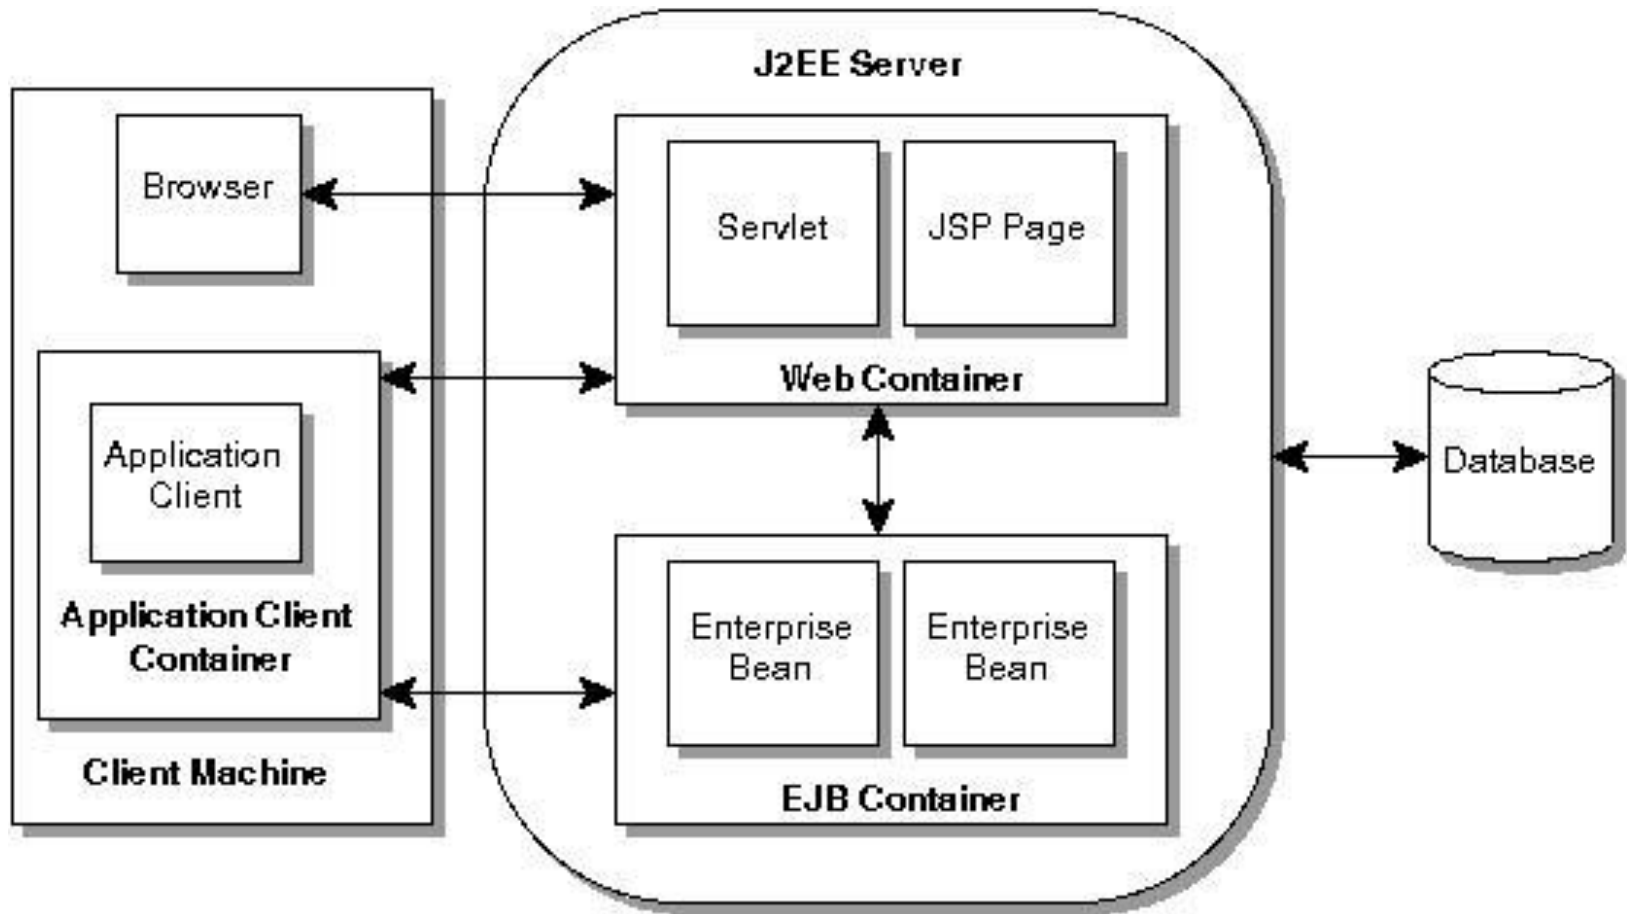 J2EE Server
Browser
Servlet
JSP Page
Web Container
Application
Client
Application Client
Container
Client Machine
Enterprise
Bean
Enterprise
Bean
EJB Container
Database